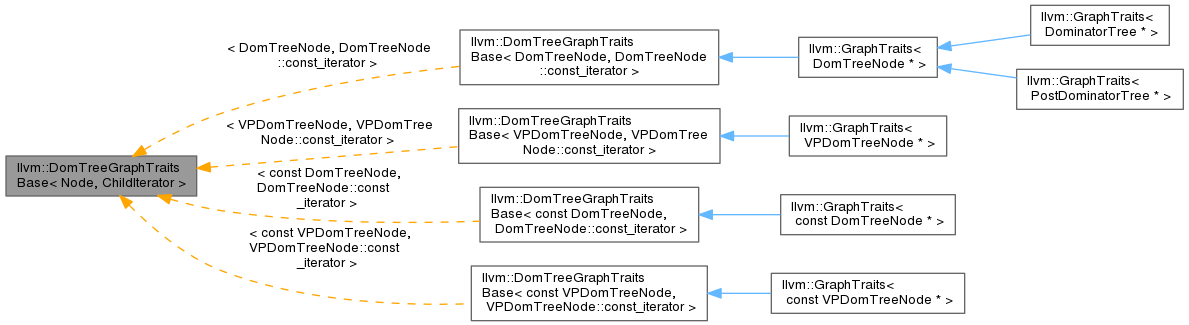 llvm::DomTreeGraphTraits
Base< Node, ChildIterator >
< DomTreeNode, DomTreeNode
::const_iterator >
< VPDomTreeNode, VPDomTree
Node::const_iterator >
< const DomTreeNode,
DomTreeNode::const
_iterator >
< const VPDomTreeNode,
VPDomTreeNode::const
_iterator >
llvm::DomTreeGraphTraits
Base< DomTreeNode, DomTreeNode
::const_iterator >
llvm::DomTreeGraphTraits
Base< VPDomTreeNode, VPDomTree
Node::const_iterator >
llvm::DomTreeGraphTraits
Base< const DomTreeNode,
DomTreeNode::const_iterator >
llvm::DomTreeGraphTraits
Base< const VPDomTreeNode,
VPDomTreeNode::const_iterator >
llvm::GraphTraits<
DomTreeNode * >
llvm::GraphTraits<
VPDomTreeNode * >
llvm::GraphTraits<
const DomTreeNode * >
llvm::GraphTraits<
const VPDomTreeNode * >
llvm::GraphTraits<
DominatorTree * >
llvm::GraphTraits<
PostDominatorTree * >